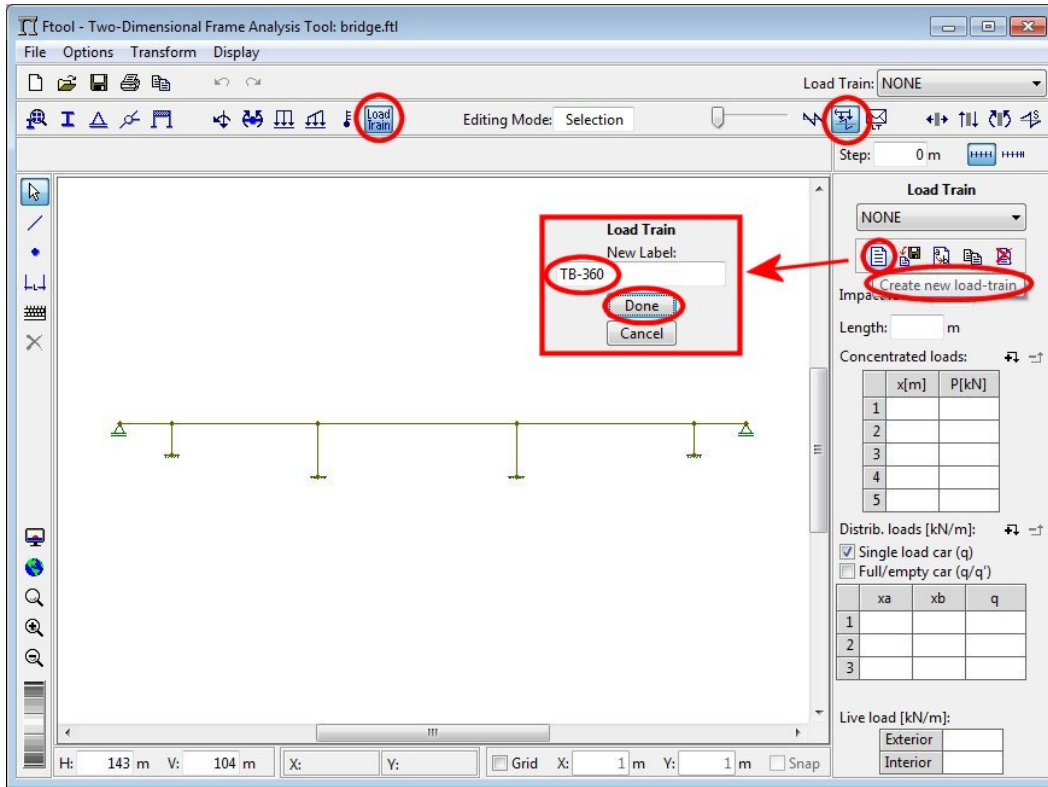 Ftool - Two-Dimensional Frame Analysis Tool: bridge.ftl
File Options Transform Display
Load Train: NONE
Load Train
Editing Mode: Selection
LT
Step: 0 m
Load Train
NONE
Create new load-train
Load Train
New Label:
TB-360
Done
Cancel
Impact
Length: m
Concentrated loads:
x[m] P[kN]
1
2
3
4
5
Distrib. loads [kN/m]:
Single load car (q)
Full/empty car (q/q')
xa xb q
1
2
3
Live load [kN/m]:
Exterior
Interior
H: 143 m V: 104 m X: Y: Grid X: 1 m Y: 1 m Snap